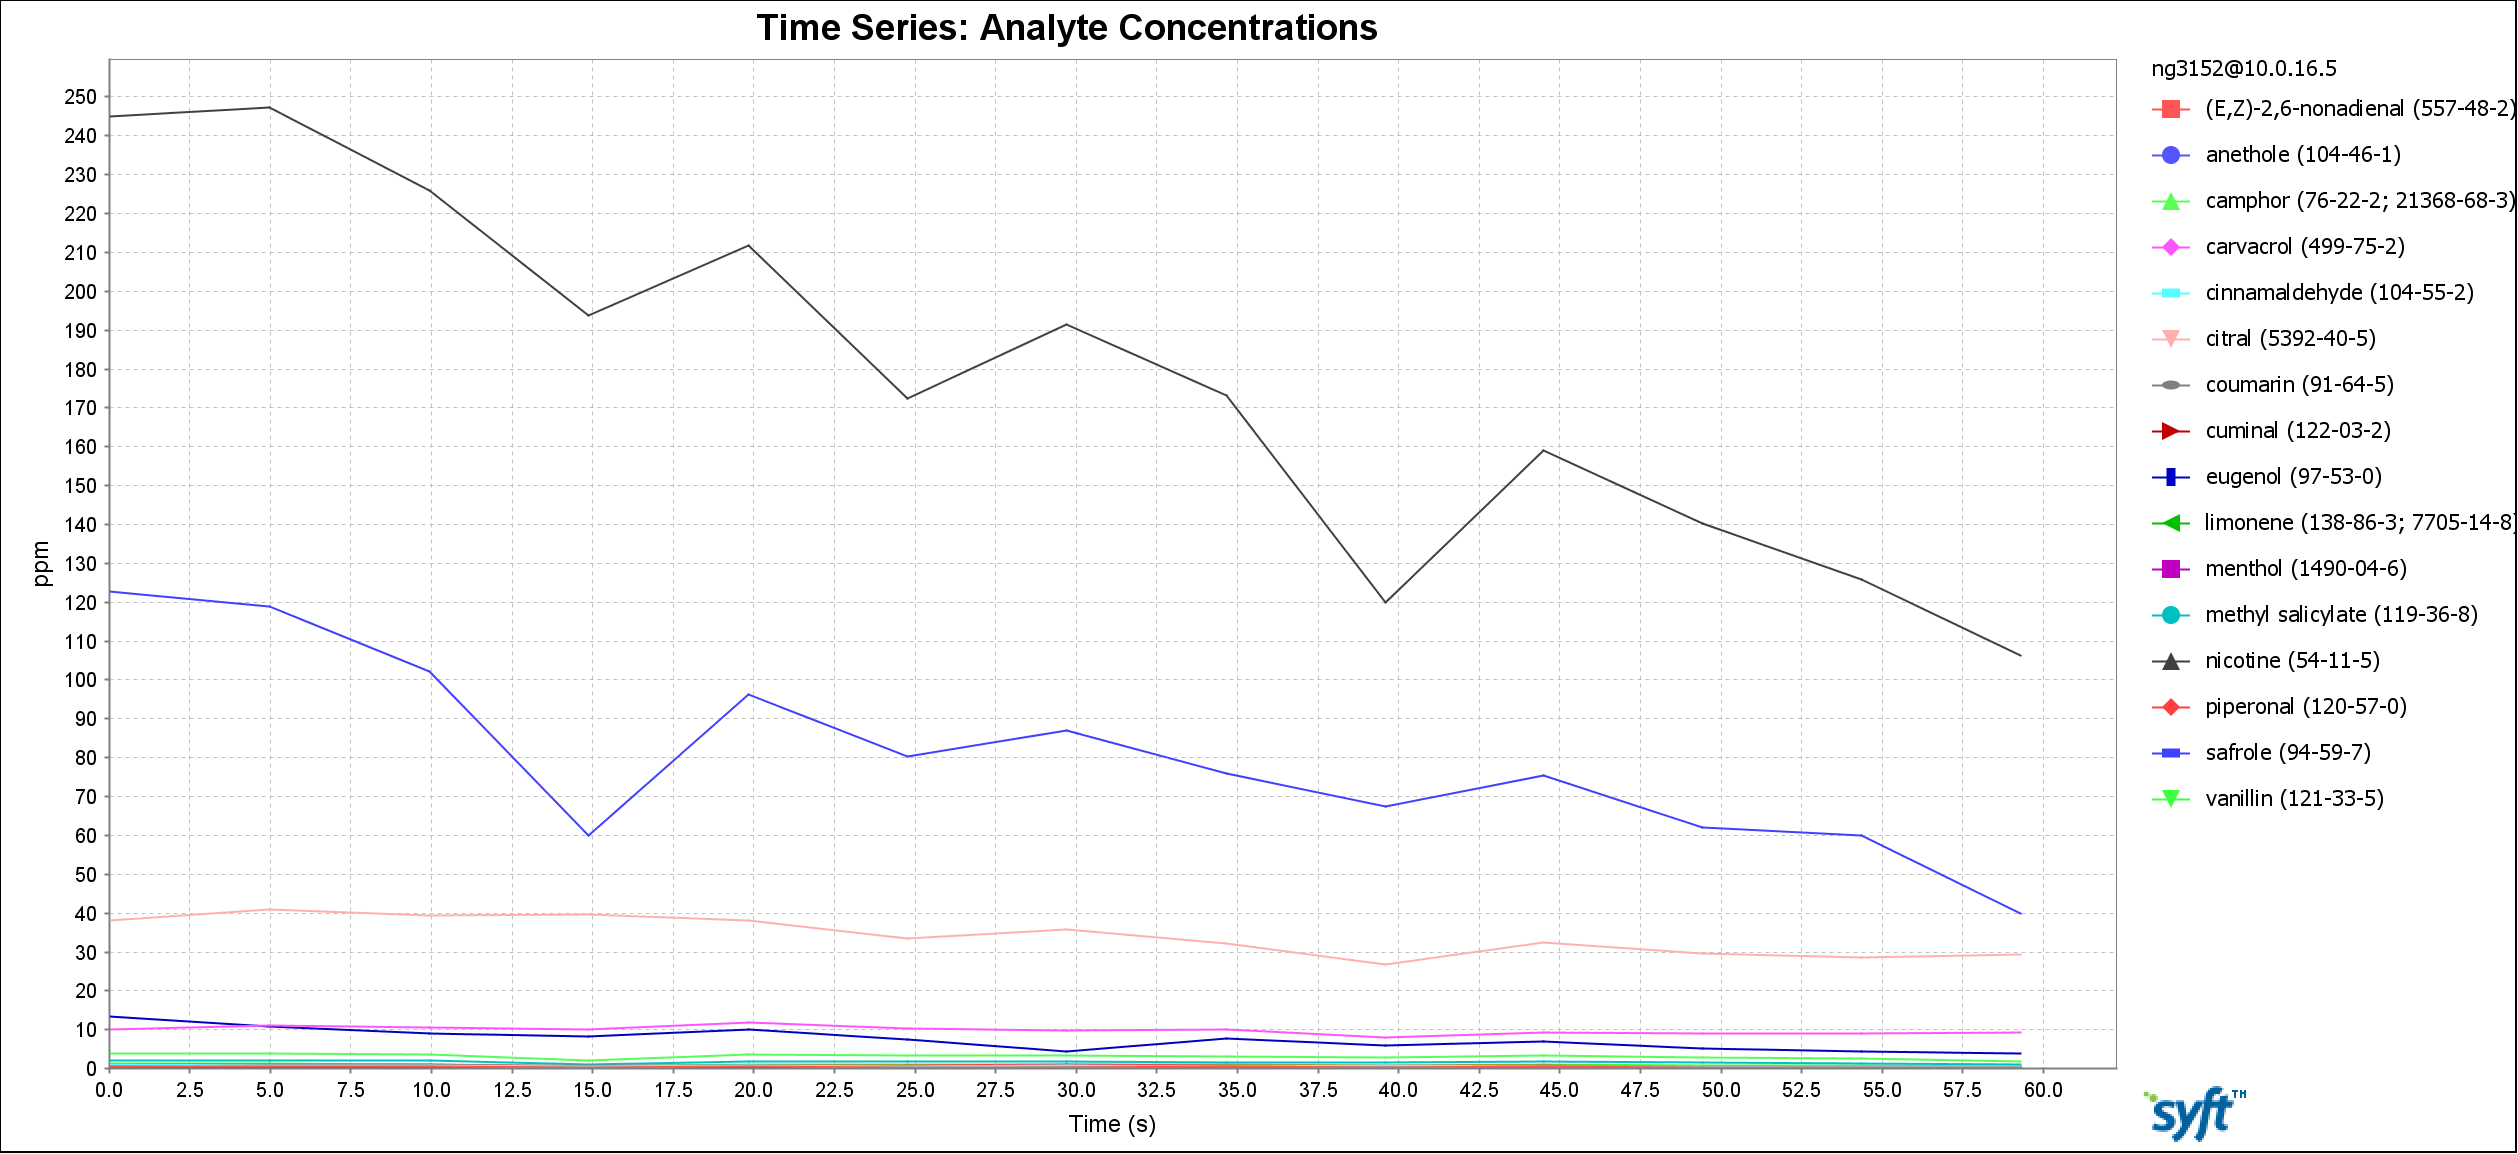 Time Series: Analyte Concentrations
ng3152@10.0.16.5
(E,Z)-2,6-nonadienal (557-48-2)
anethole (104-46-1)
camphor (76-22-2; 21368-68-3)
carvacrol (499-75-2)
cinnamaldehyde (104-55-2)
citral (5392-40-5)
coumarin (91-64-5)
cuminal (122-03-2)
eugenol (97-53-0)
limonene (138-86-3; 7705-14-8)
menthol (1490-04-6)
methyl salicylate (119-36-8)
nicotine (54-11-5)
piperonal (120-57-0)
safrole (94-59-7)
vanillin (121-33-5)
250
240
230
220
210
200
190
180
170
160
150
140
130
120
110
100
90
80
70
60
50
40
30
20
10
0
ppm
0.0 2.5 5.0 7.5 10.0 12.5 15.0 17.5 20.0 22.5 25.0 27.5 30.0 32.5 35.0 37.5 40.0 42.5 45.0 47.5 50.0 52.5 55.0 57.5 60.0
Time (s)
syft™